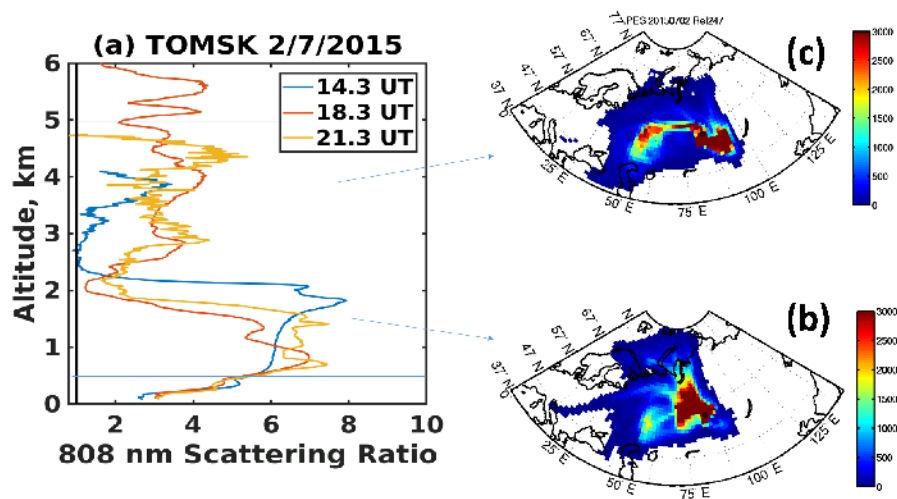 (a) TOMSK 2/7/2015
6
5
4
3
2
1
0
Altitude, km
14.3 UT
18.3 UT
21.3 UT
2 4 6 8 10
808 nm Scattering Ratio
(c)
77 N
67 N
57 N
47 N
37 N
25 E
50 E
75 E
100 E
125 E
3000
2500
2000
1500
1000
500
0
(b)
N
67 N
57 N
47 N
37 N
25 E
50 E
75 E
100 E
125 E
3000
2500
2000
1500
1000
500
0